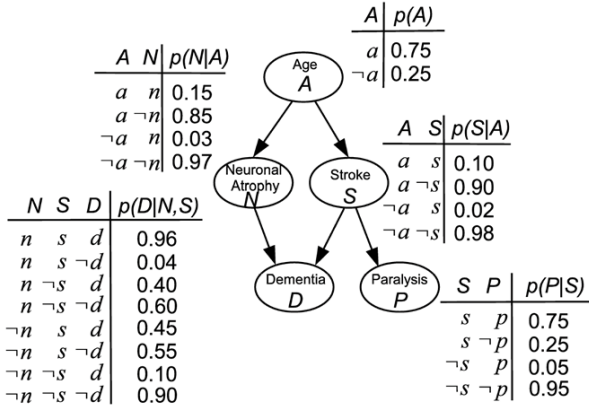 A p(A)
a 0.75
¬a 0.25
A N p(N|A)
a n 0.15
a ¬n 0.85
¬a n 0.03
¬a ¬n 0.97
Age
A
A S p(S|A)
a s 0.10
a ¬s 0.90
¬a s 0.02
¬a ¬s 0.98
Neuronal
Atrophy
N
Stroke
S
N S D p(D|N,S)
n s d 0.96
n s ¬d 0.04
n ¬s d 0.40
n ¬s ¬d 0.60
¬n s d 0.45
¬n s ¬d 0.55
¬n ¬s d 0.10
¬n ¬s ¬d 0.90
Dementia
D
Paralysis
P
S P p(P|S)
s p 0.75
s ¬p 0.25
¬s p 0.05
¬s ¬p 0.95